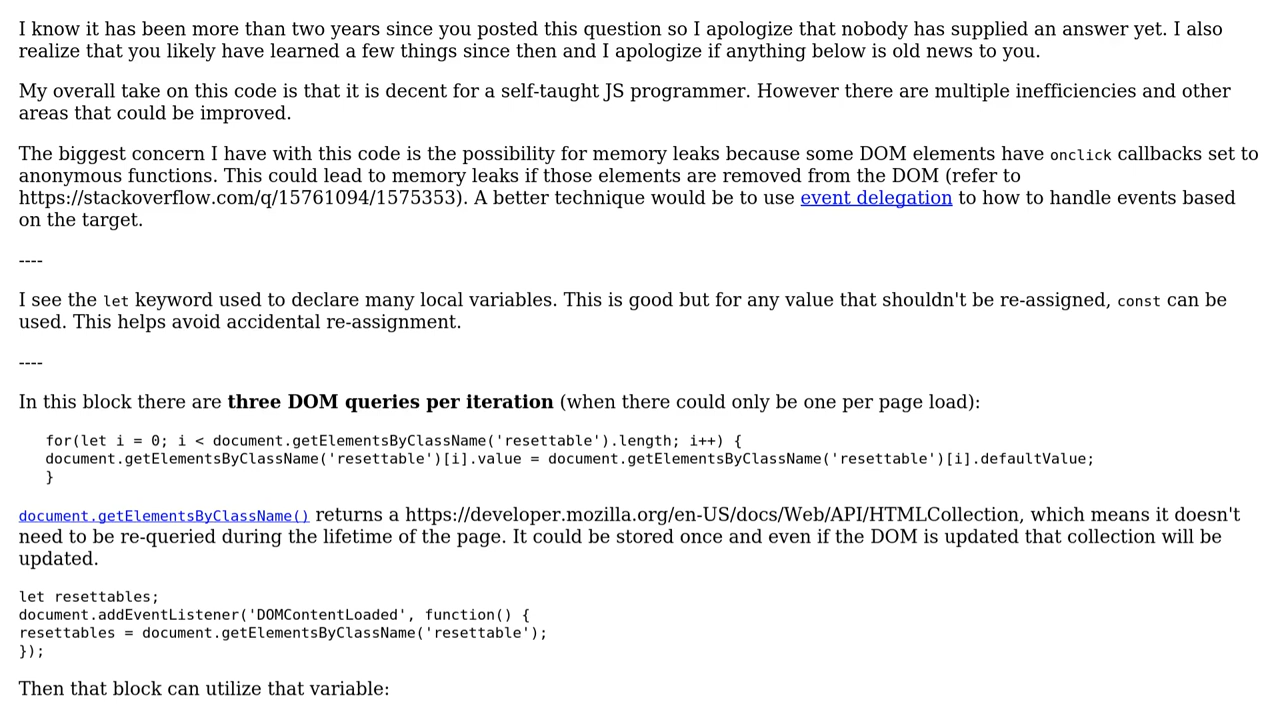 I know it has been more than two years since you posted this question so I apologize that nobody has supplied an answer yet. I also
realize that you likely have learned a few things since then and I apologize if anything below is old news to you.
My overall take on this code is that it is decent for a self-taught JS programmer. However there are multiple inefficiencies and other
areas that could be improved.
The biggest concern I have with this code is the possibility for memory leaks because some DOM elements have onclick callbacks set to
anonymous functions. This could lead to memory leaks if those elements are removed from the DOM (refer to
https://stackoverflow.com/q/15761094/1575353). A better technique would be to use event delegation to how to handle events based
on the target.
----
I see the let keyword used to declare many local variables. This is good but for any value that shouldn't be re-assigned, const can be
used. This helps avoid accidental re-assignment.
----
In this block there are three DOM queries per iteration (when there could only be one per page load):
for(let i = 0; i < document.getElementsByClassName('resettable').length; i++) {
document.getElementsByClassName('resettable')[i].value = document.getElementsByClassName('resettable')[i].defaultValue;
}
document.getElementsByClassName() returns a https://developer.mozilla.org/en-US/docs/Web/API/HTMLCollection, which means it doesn't
need to be re-queried during the lifetime of the page. It could be stored once and even if the DOM is updated that collection will be
updated.
let resettables;
document.addEventListener('DOMContentLoaded', function() {
resettables = document.getElementsByClassName('resettable');
});
Then that block can utilize that variable: